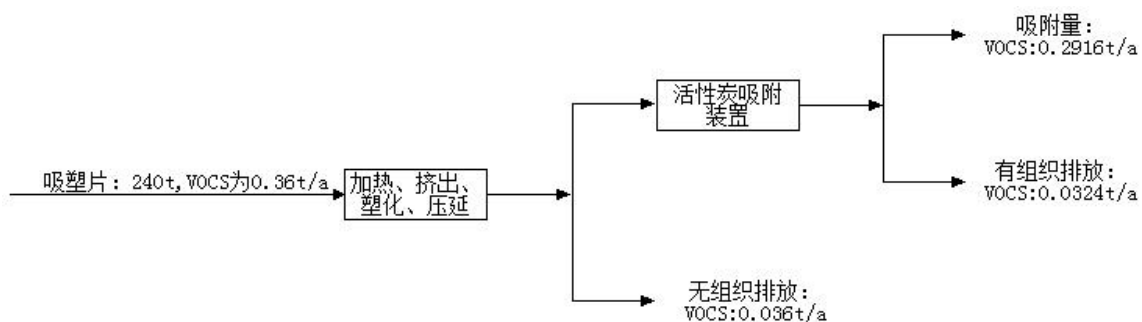 吸附量:
VOCS:0.2916t/a
活性炭吸附
装置
吸塑片: 240t,VOCS为0.36t/a
加热、挤出、
塑化、压延
有组织排放:
VOCS:0.0324t/a
无组织排放:
VOCS:0.036t/a